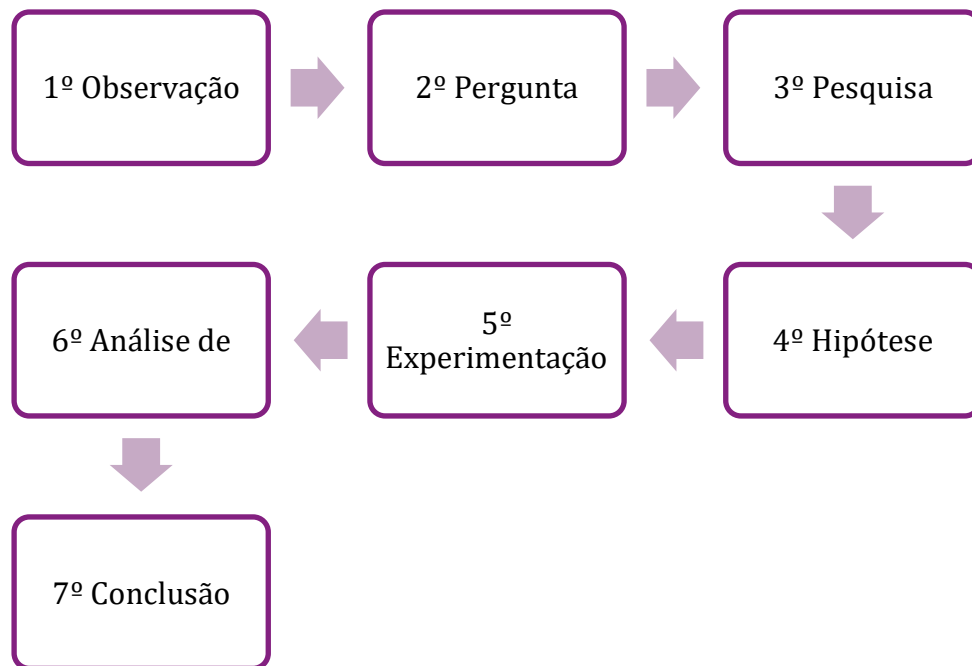 1º Observação
2º Pergunta
3º Pesquisa
4º Hipótese
5º
Experimentação
6º Análise de
7º Conclusão